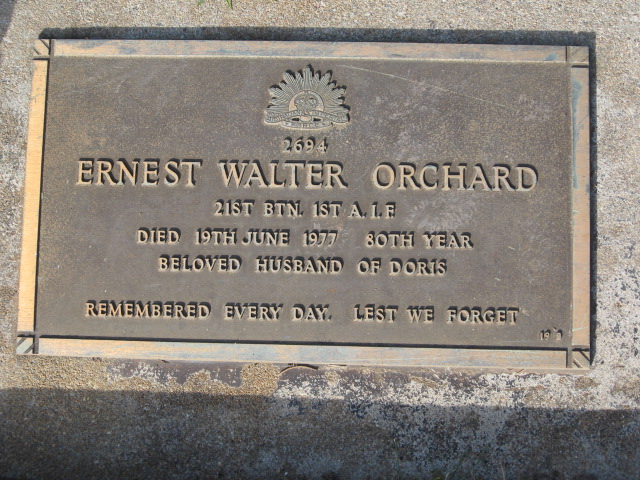 2694
ERNEST WALTER ORCHARD
21ST BTN. 1ST A.I.F.
DIED 19TH JUNE 1977 80TH YEAR
BELOVED HUSBAND OF DORIS
REMEMBERED EVERY DAY. LEST WE FORGET